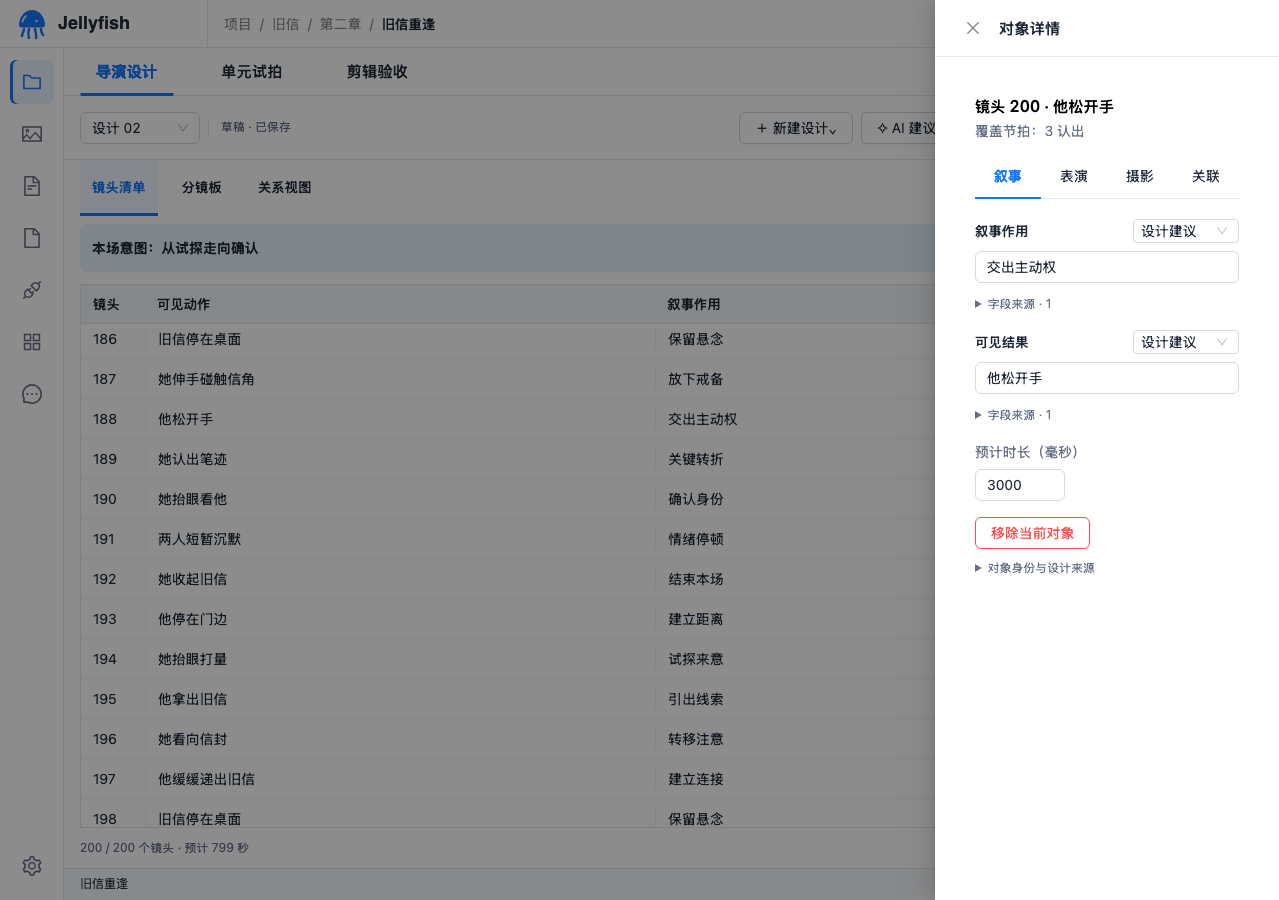 Jellyfish
项目 / 旧信 / 第二章 / 旧信重逢
导演设计 单元试拍 剪辑验收
设计 02 草稿 · 已保存 新建设计 AI 建议
镜头清单 分镜板 关系视图
本场意图：从试探走向确认
镜头 可见动作 叙事作用
186 旧信停在桌面 保留悬念
187 她伸手碰触信角 放下戒备
188 他松开手 交出主动权
189 她认出笔迹 关键转折
190 她抬眼看他 确认身份
191 两人短暂沉默 情绪停顿
192 她收起旧信 结束本场
193 他停在门边 建立距离
194 她抬眼打量 试探来意
195 他拿出旧信 引出线索
196 她看向信封 转移注意
197 他缓缓递出旧信 建立连接
198 旧信停在桌面 保留悬念
200 / 200 个镜头 · 预计 799 秒
旧信重逢
对象详情
镜头 200 · 他松开手
覆盖节拍：3 认出
叙事 表演 摄影 关联
叙事作用 设计建议
交出主动权
字段来源 · 1
可见结果 设计建议
他松开手
字段来源 · 1
预计时长（毫秒）
3000
移除当前对象
对象身份与设计来源